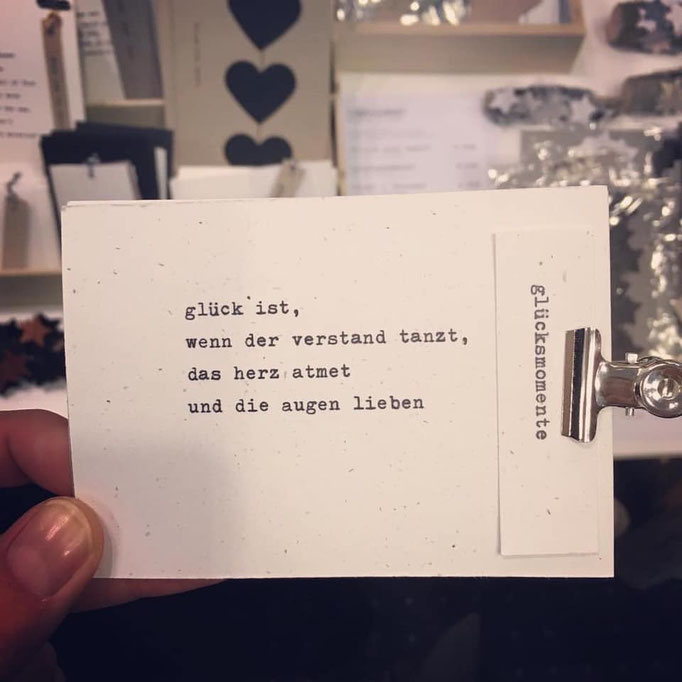 glück ist,
wenn der verstand tanzt,
das herz atmet
und die augen lieben
glücksmomente